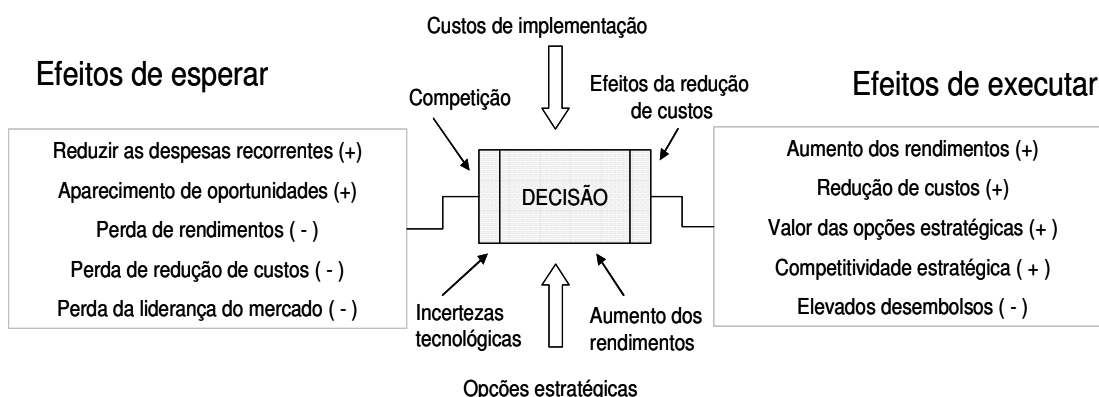 Custos de implementação
Efeitos de esperar
Efeitos de executar
Competição
Efeitos da redução
de custos
Reduzir as despesas recorrentes (+)
Aparecimento de oportunidades (+)
Perda de rendimentos ( - )
Perda de redução de custos ( - )
Perda da liderança do mercado ( - )
DECISÃO
Aumento dos rendimentos (+)
Redução de custos (+)
Valor das opções estratégicas (+ )
Competitividade estratégica ( + )
Elevados desembolsos ( - )
Incertezas
tecnológicas
Aumento dos
rendimentos
Opções estratégicas